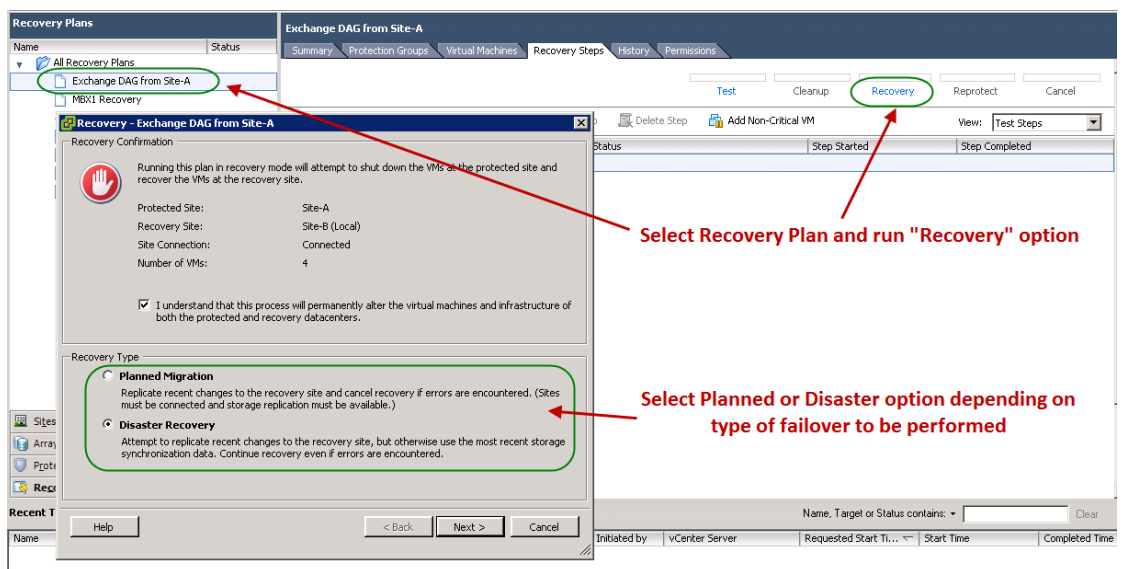 Recovery Plans
Name Status
All Recovery Plans
Exchange DAG from Site-A
MBX1 Recovery
Exchange DAG from Site-A
Summary Protection Groups Virtual Machines Recovery Steps History Permissions
Test Cleanup Recovery Reprotect Cancel
Delete Step Add Non-Critical VM View: Test Steps
Status Step Started Step Completed
Recovery - Exchange DAG from Site-A
Recovery Confirmation
Running this plan in recovery mode will attempt to shut down the VMs at the protected site and
recover the VMs at the recovery site.
Protected Site: Site-A
Recovery Site: Site-B (Local)
Site Connection: Connected
Number of VMs: 4
I understand that this process will permanently alter the virtual machines and infrastructure of
both the protected and recovery datacenters.
Recovery Type
Planned Migration
Replicate recent changes to the recovery site and cancel recovery if errors are encountered. (Sites
must be connected and storage replication must be available.)
Disaster Recovery
Attempt to replicate recent changes to the recovery site, but otherwise use the most recent storage
synchronization data. Continue recovery even if errors are encountered.
Help < Back Next > Cancel
Select Recovery Plan and run "Recovery" option
Select Planned or Disaster option depending on
type of failover to be performed
Sites
Array
Prote
Reco
Recent T
Name, Target or Status contains: Clear
Name Initiated by vCenter Server Requested Start Ti... Start Time Completed Time